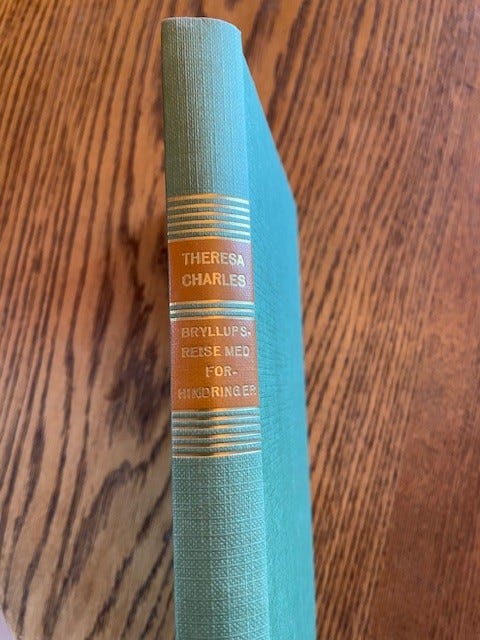 THERESA
CHARLES
BRYLLUPS-
REISE MED
FOR-
HINDRINGER